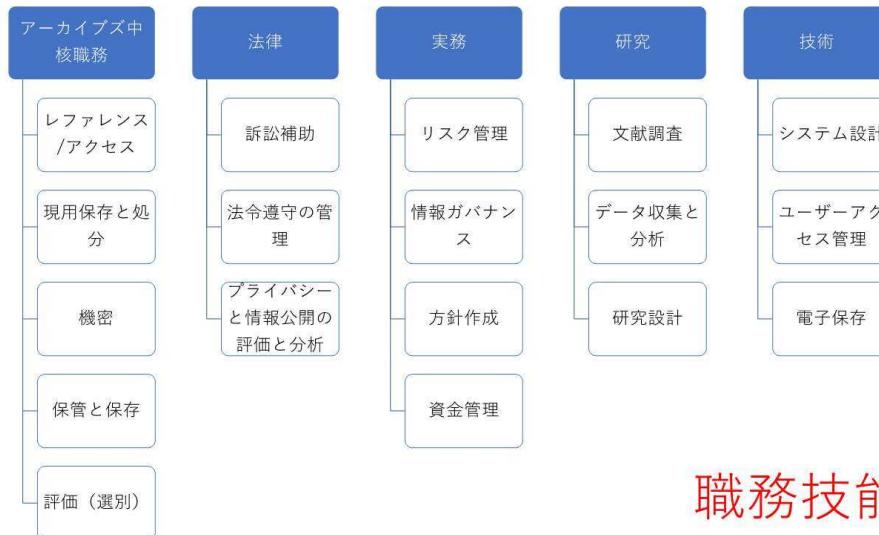 アーカイブズ中
核職務
レファレンス
/アクセス
現用保存と処
分
機密
保管と保存
評価（選別）
法律
訴訟補助
法令遵守の管
理
プライバシー
と情報公開の
評価と分析
実務
リスク管理
情報ガバナン
ス
方針作成
資金管理
研究
文献調査
データ収集と
分析
研究設計
技術
システム設計
ユーザーアク
セス管理
電子保存
職務技能